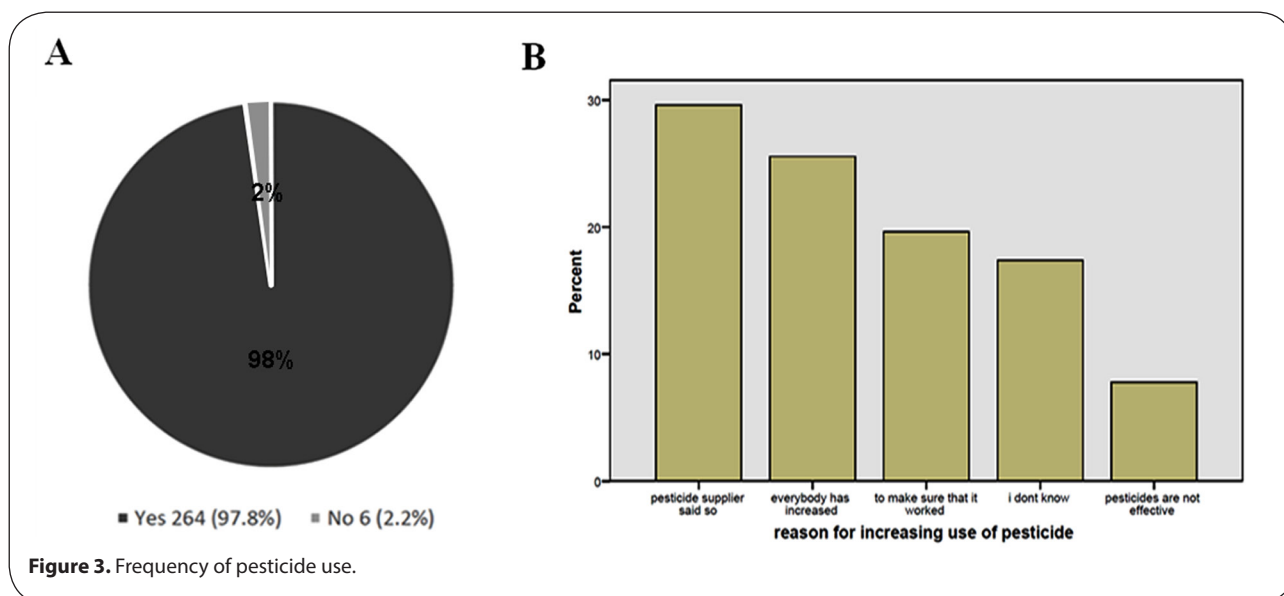 A
2%
98%
Yes 264 (97.8%) No 6 (2.2%)
B
Percent
30
20
10
0
pesticide supplier said so
everybody has increased
to make sure that it worked
i dont know
pesticides are not effective
reason for increasing use of pesticide
Figure 3. Frequency of pesticide use.